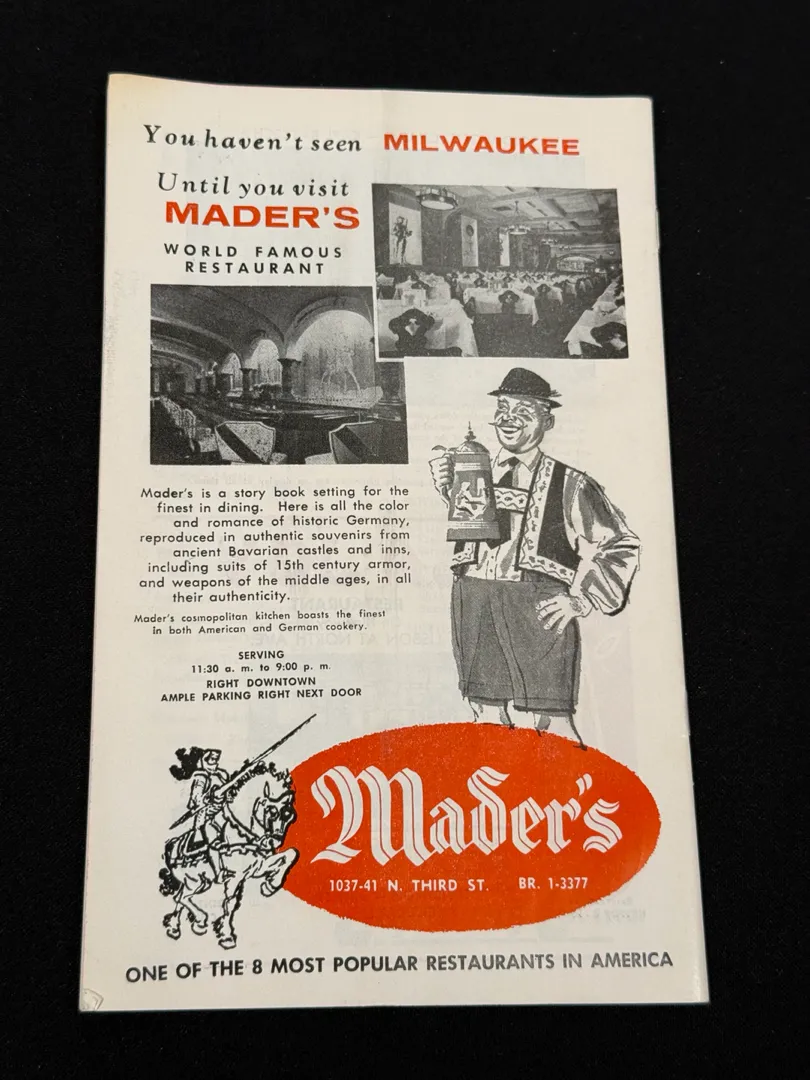 You haven't seen MILWAUKEE
Until you visit
MADER'S
WORLD FAMOUS
RESTAURANT
Mader's is a story book setting for the
finest in dining. Here is all the color
and romance of historic Germany,
reproduced in authentic souvenirs from
ancient Bavarian castles and inns,
including suits of 15th century armor,
and weapons of the middle ages, in all
their authenticity.
Mader's cosmopolitan kitchen boasts the finest
in both American and German cookery.
SERVING
11:30 a. m. to 9:00 p. m.
RIGHT DOWNTOWN
AMPLE PARKING RIGHT NEXT DOOR
Mader's
1037-41 N. THIRD ST. BR. 1-3377
ONE OF THE 8 MOST POPULAR RESTAURANTS IN AMERICA